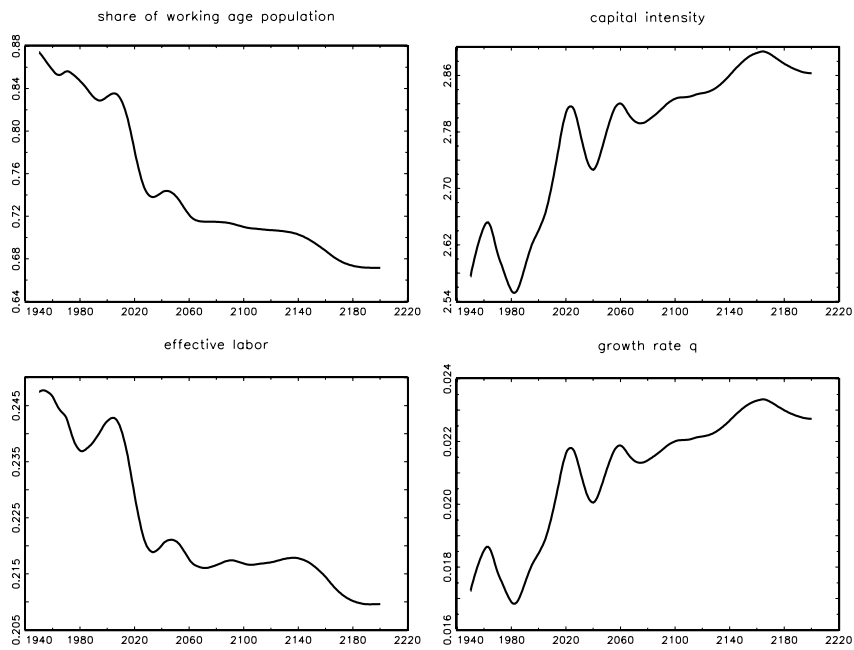 share of working age population
0.88
0.84
0.80
0.76
0.72
0.68
0.64
1940 1980 2020 2060 2100 2140 2180 2220
capital intensity
2.86
2.78
2.70
2.62
2.54
1940 1980 2020 2060 2100 2140 2180 2220
effective labor
0.245
0.235
0.225
0.215
0.205
1940 1980 2020 2060 2100 2140 2180 2220
growth rate q
0.024
0.022
0.020
0.018
0.016
1940 1980 2020 2060 2100 2140 2180 2220